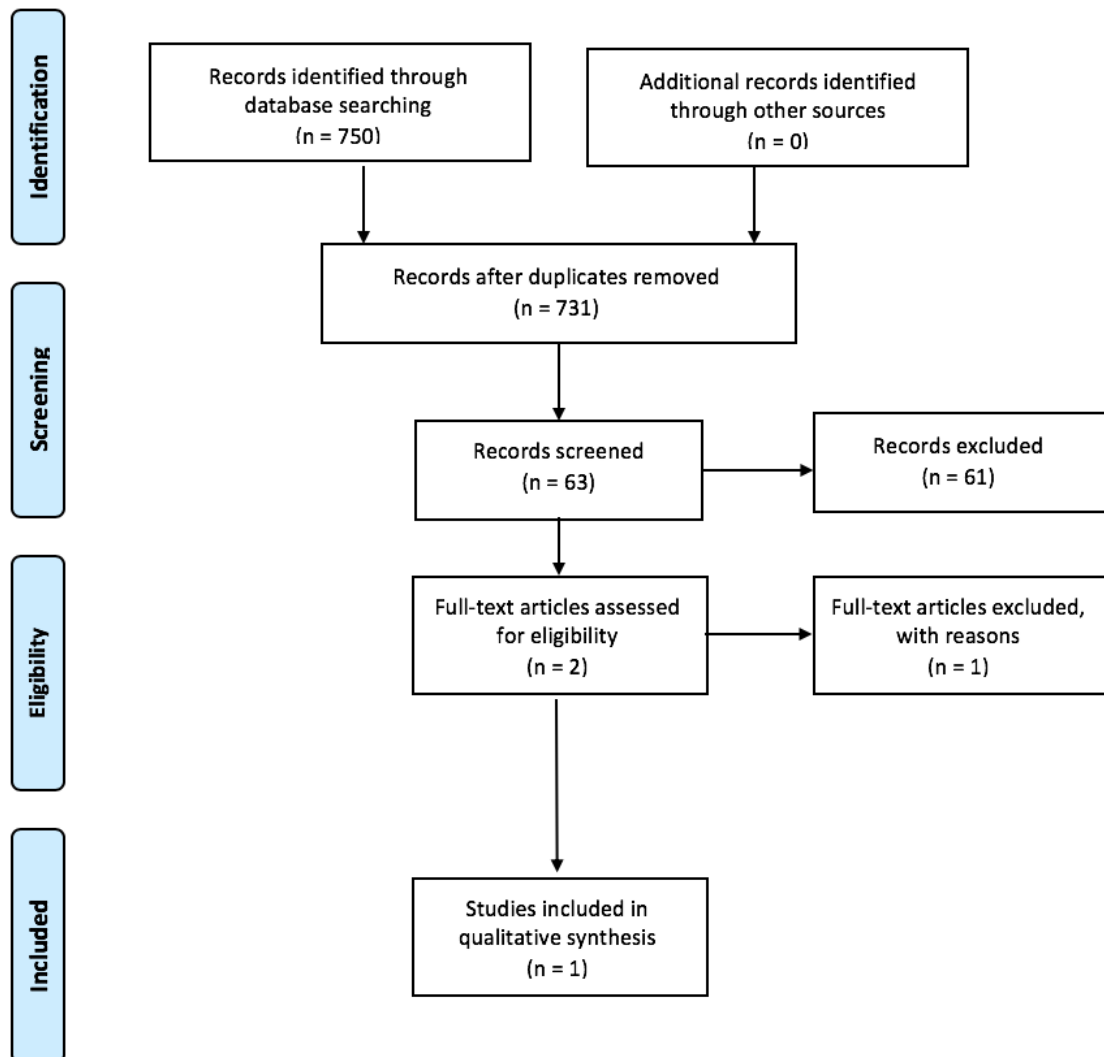 Identification
Records identified through
database searching
(n = 750)
Additional records identified
through other sources
(n = 0)
Records after duplicates removed
(n = 731)
Screening
Records screened
(n = 63)
Records excluded
(n = 61)
Eligibility
Full-text articles assessed
for eligibility
(n = 2)
Full-text articles excluded,
with reasons
(n = 1)
Included
Studies included in
qualitative synthesis
(n = 1)